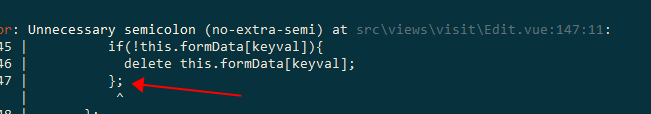 or: Unnecessary semicolon (no-extra-semi) at src\views\visit\Edit.vue:147:11:
45 |         if(!this.formData[keyval]){
46 |           delete this.formData[keyval];
47 |         };
   |          ^
48 |       };